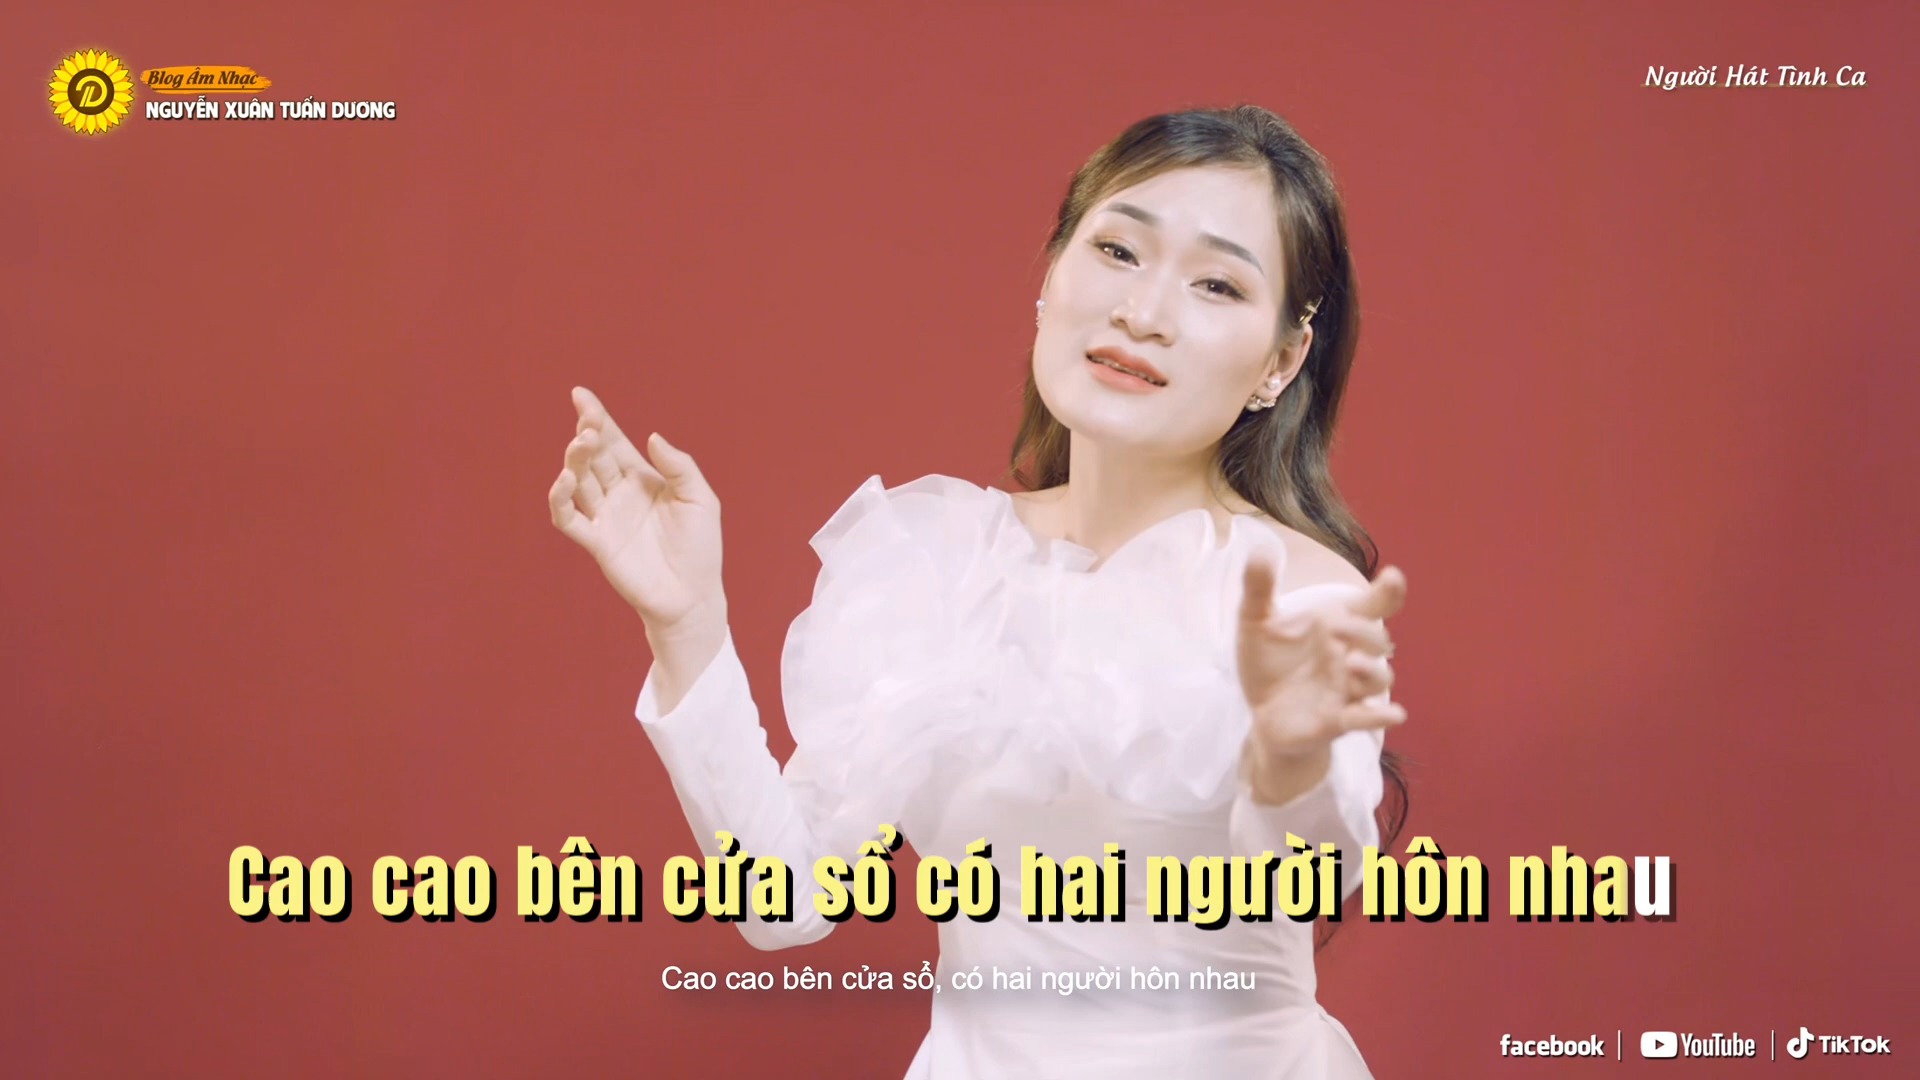 Blog Âm Nhạc
NGUYỄN XUÂN TUẤN DƯƠNG
Người Hát Tình Ca
Cao cao bên cửa sổ có hai người hôn nhau
Cao cao bên cửa sổ, có hai người hôn nhau
facebook | YouTube | TikTok